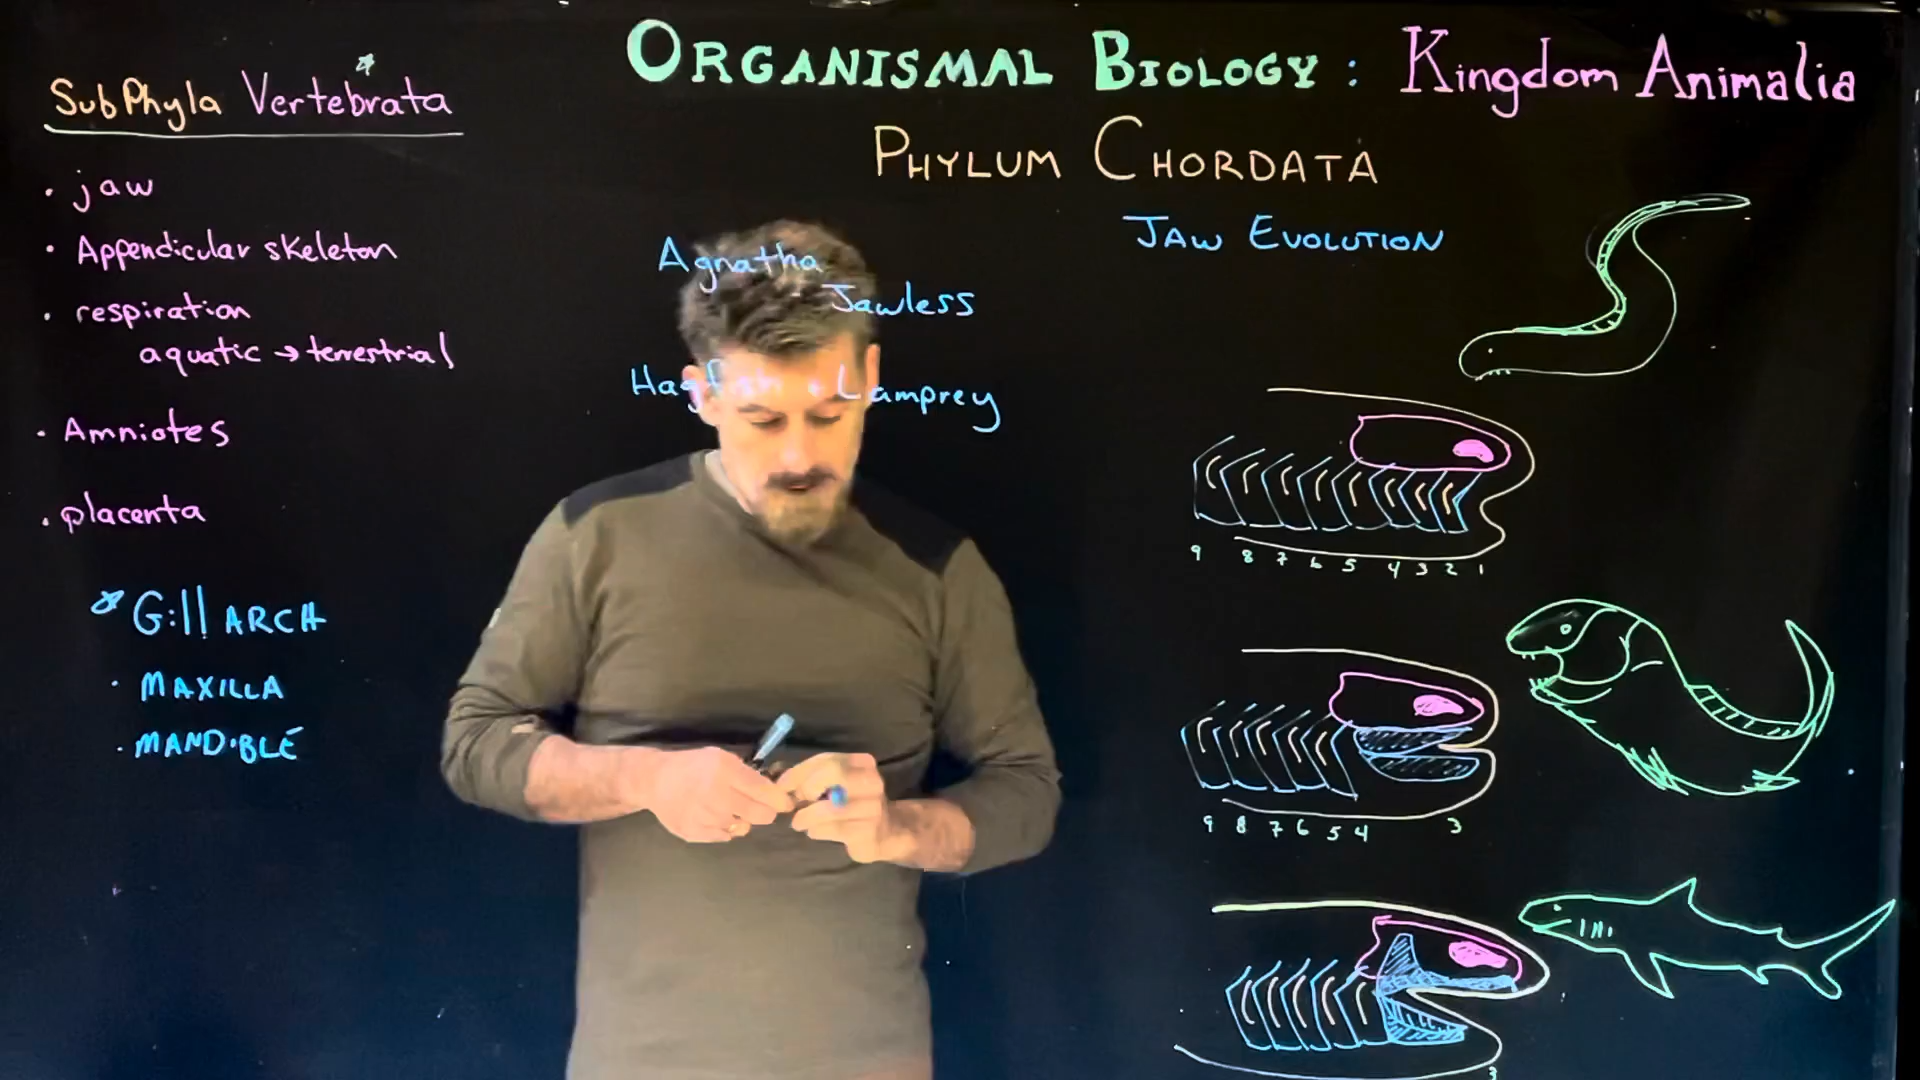 ORGANISMAL BIOLOGY : Kingdom Animalia
PHYLUM CHORDATA
SubPhyla Vertebrata
• jaw
• Appendicular skeleton
• respiration
aquatic → terrestrial
• Amniotes
• placenta
Gill ARCH
• MAXILLA
• MANDIBLE
Agnatha
Jawless
Hagfish + Lamprey
JAW EVOLUTION
9 8 7 6 5 4 3 2 1
9 8 7 6 5 4 3
3